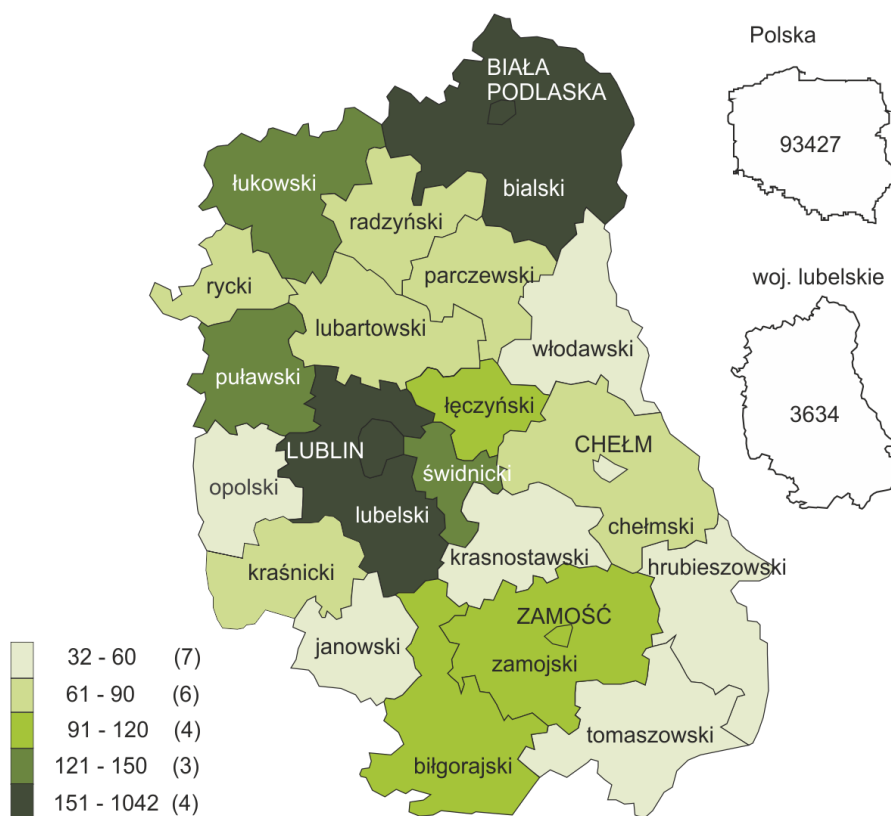 Polska
93427
woj. lubelskie
3634
BIAŁA
PODLASKA
bialski
łukowski
radzyński
parczewski
rycki
lubartowski
włodawski
puławski
łęczyński
LUBLIN
świdnicki
CHEŁM
opolski
lubelski
chełmski
krasnostawski
hrubieszowski
kraśnicki
ZAMOŚĆ
janowski
zamojski
tomaszowski
biłgorajski
32 - 60 (7)
61 - 90 (6)
91 - 120 (4)
121 - 150 (3)
151 - 1042 (4)